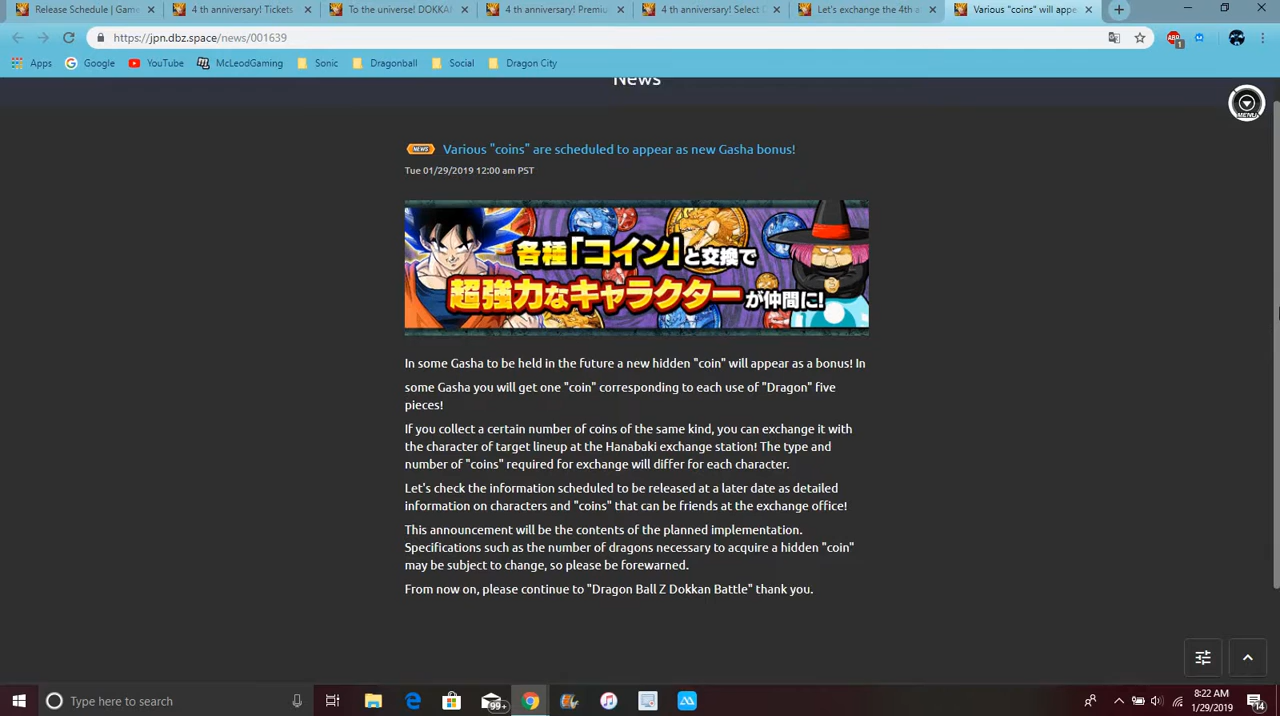 Release Schedule | Game
4 th anniversary! Tickets
To the universe! DOKKA
4 th anniversary! Premiu
4 th anniversary! Select D
Let's exchange the 4th a
Various "coins" will appe
https://jpn.dbz.space/news/001639
ABP
1
Apps
Google
YouTube
McLeodGaming
Sonic
Dragonball
Social
Dragon City
News
MENU
NEWS
Various "coins" are scheduled to appear as new Gasha bonus!
Tue 01/29/2019 12:00 am PST
各種「コイン」と交換で
超強力なキャラクターが仲間に!
In some Gasha to be held in the future a new hidden "coin" will appear as a bonus! In
some Gasha you will get one "coin" corresponding to each use of "Dragon" five
pieces!
If you collect a certain number of coins of the same kind, you can exchange it with
the character of target lineup at the Hanabaki exchange station! The type and
number of "coins" required for exchange will differ for each character.
Let's check the information scheduled to be released at a later date as detailed
information on characters and "coins" that can be friends at the exchange office!
This announcement will be the contents of the planned implementation.
Specifications such as the number of dragons necessary to acquire a hidden "coin"
may be subject to change, so please be forewarned.
From now on, please continue to "Dragon Ball Z Dokkan Battle" thank you.
Type here to search
99+
8:22 AM
1/29/2019
14